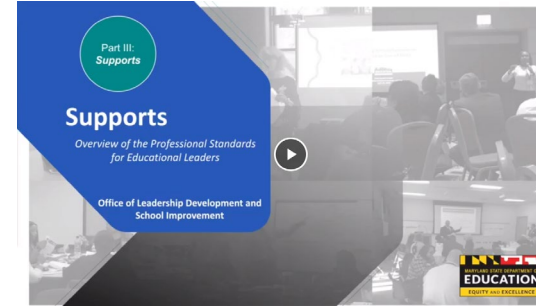 Part III:
Supports
Supports
Overview of the Professional Standards
for Educational Leaders
Office of Leadership Development and
School Improvement
MARYLAND STATE DEPARTMENT OF
EDUCATION
EQUITY AND EXCELLENCE